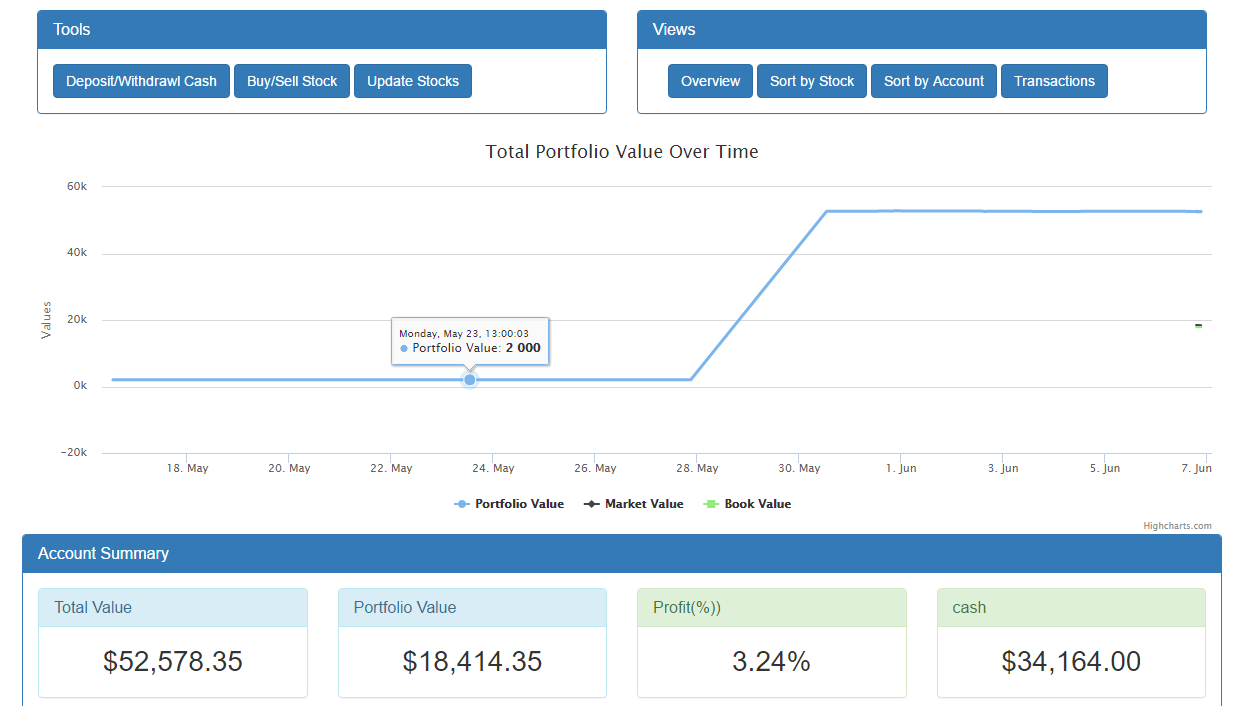 Tools
Deposit/Withdrawl Cash Buy/Sell Stock Update Stocks
Views
Overview Sort by Stock Sort by Account Transactions
Total Portfolio Value Over Time
Values
60k
40k
20k
0k
−20k
Monday, May 23, 13:00:03
Portfolio Value: 2 000
18. May 20. May 22. May 24. May 26. May 28. May 30. May 1. Jun 3. Jun 5. Jun 7. Jun
Portfolio Value Market Value Book Value
Highcharts.com
Account Summary
Total Value
$52,578.35
Portfolio Value
$18,414.35
Profit(%))
3.24%
cash
$34,164.00